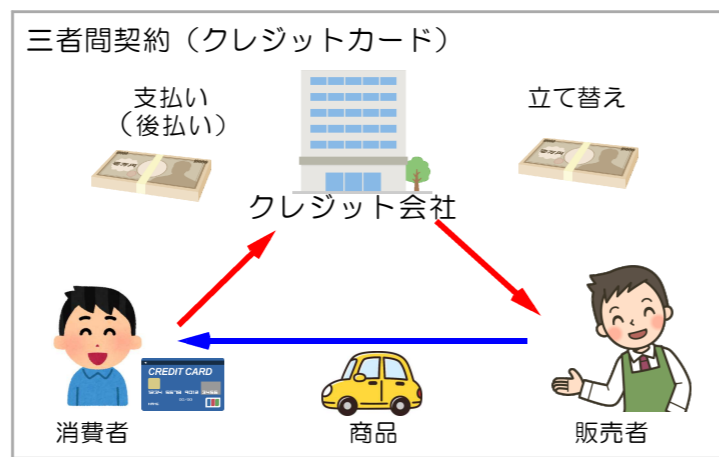 三者間契約（クレジットカード）
支払い
（後払い）
立て替え
クレジット会社
CREDIT CARD
消費者
商品
販売者